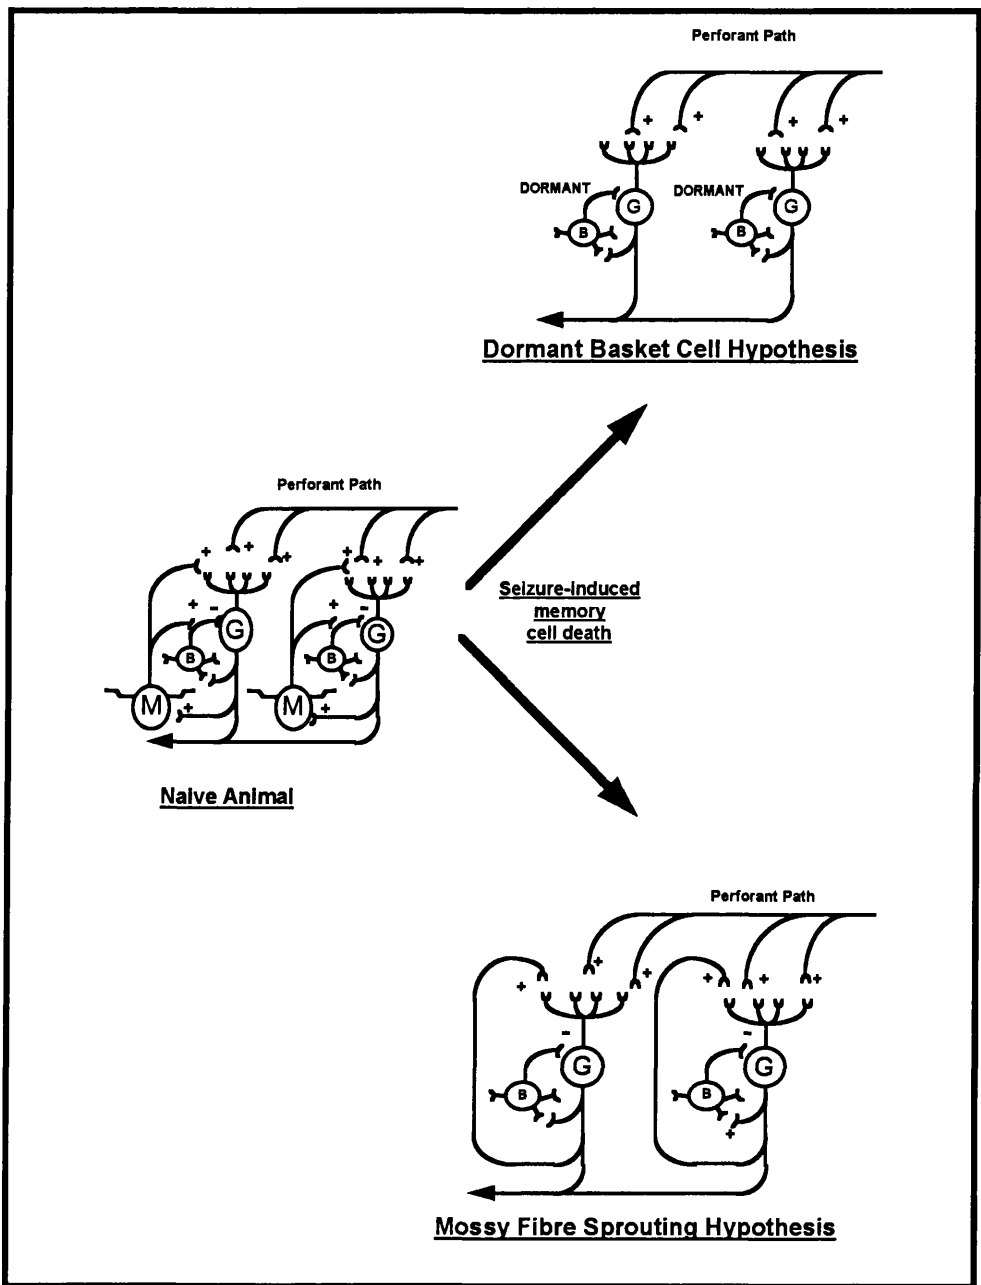 Perforant Path
+ + + +
DORMANT DORMANT
G G
B B
Dormant Basket Cell Hypothesis
Perforant Path
+ + + + + +
+ - + -
G G
B B
M + M +
Naive Animal
Seizure-induced
memory
cell death
Perforant Path
+ + + + + +
- -
G G
B B
+
Mossy Fibre Sprouting Hypothesis